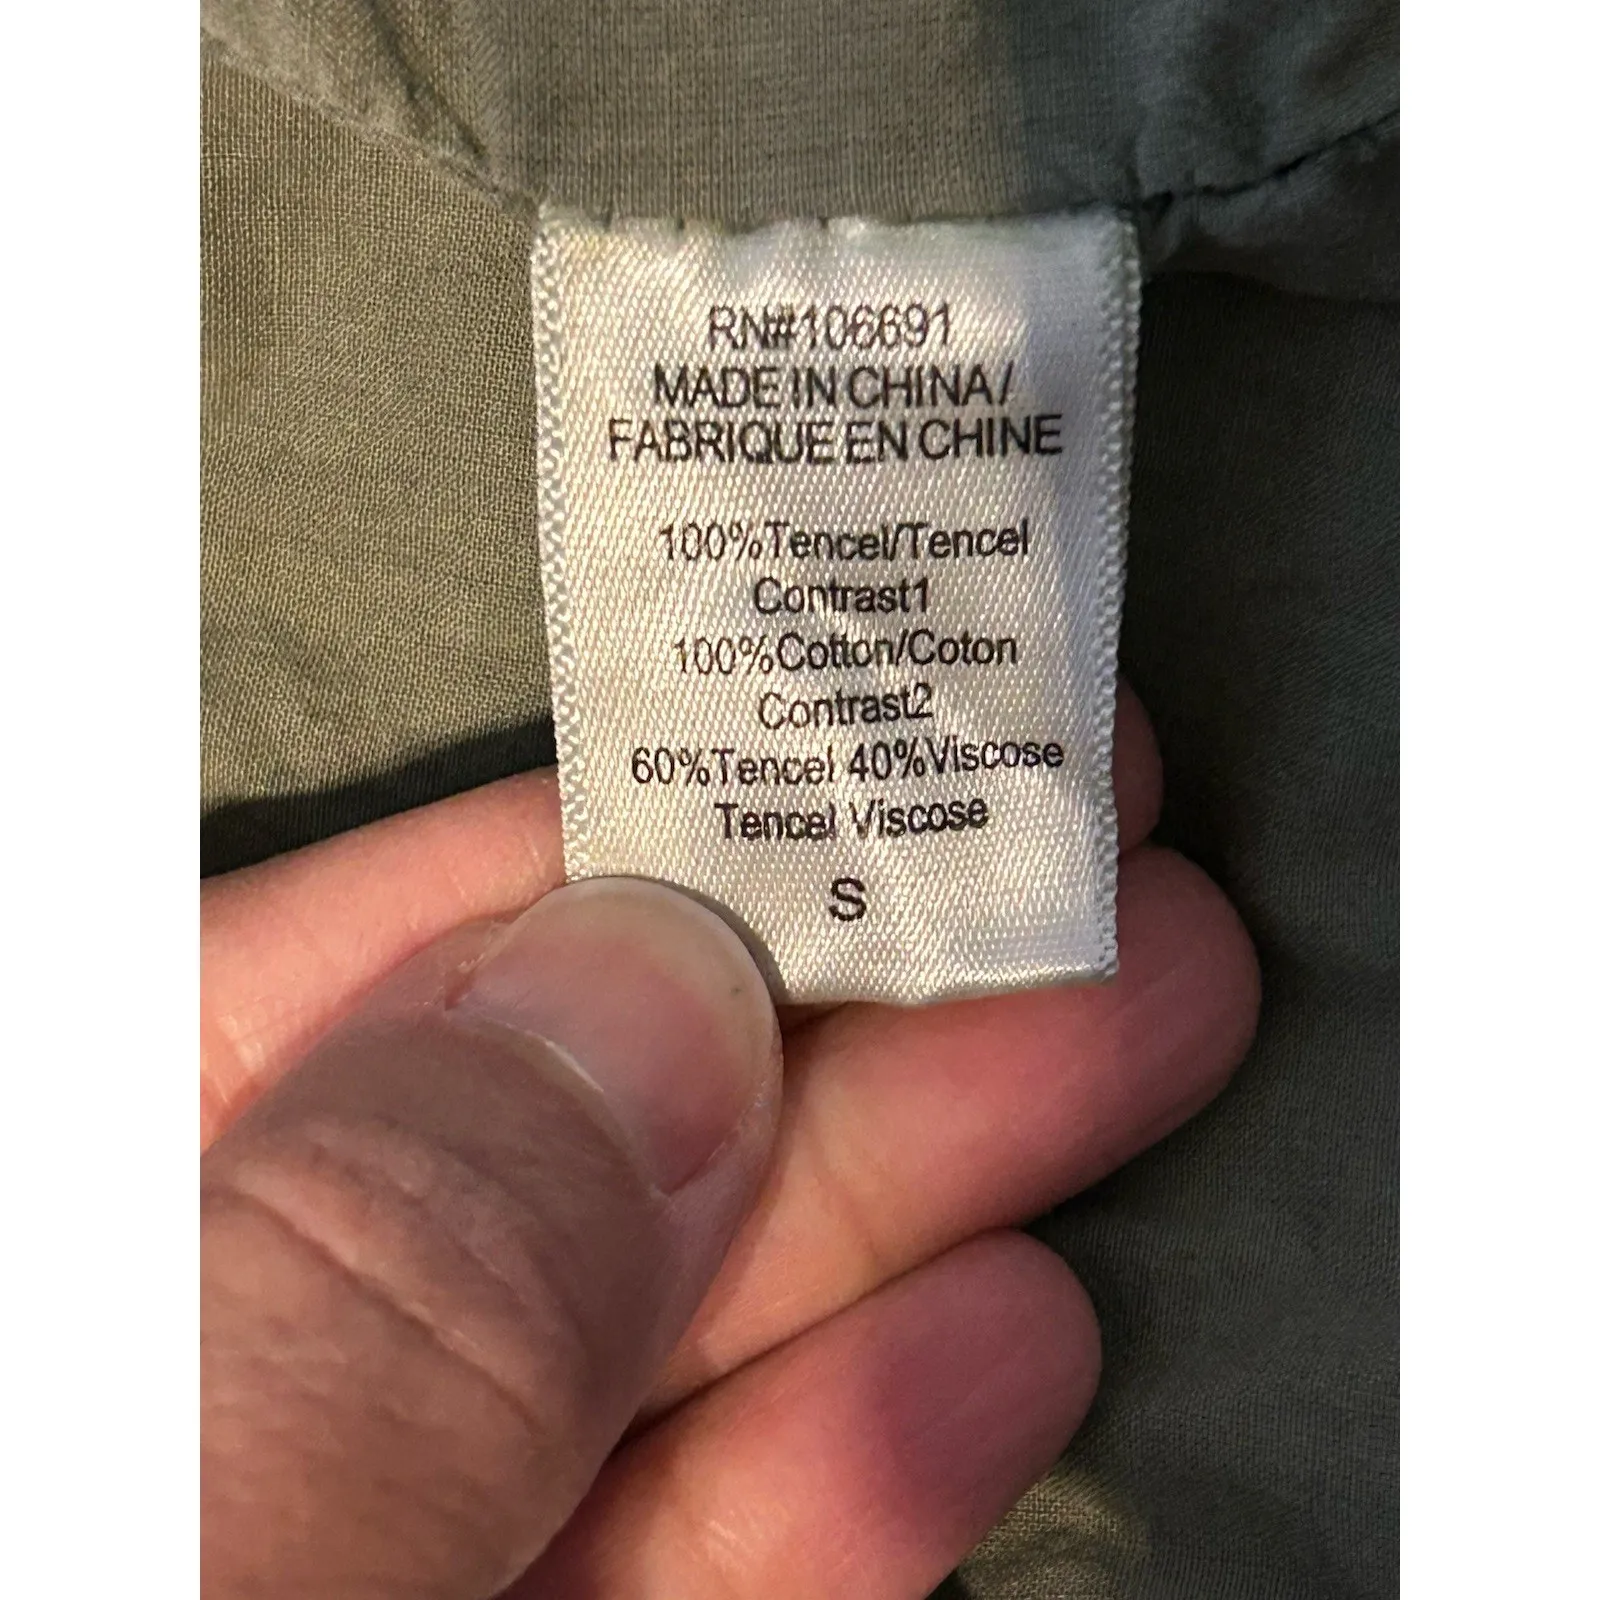 RN#106691
MADE IN CHINA/
FABRIQUE EN CHINE
100%Tencel/Tencel
Contrast1
100%Cotton/Coton
Contrast2
60%Tencel 40%Viscose
Tencel Viscose
S